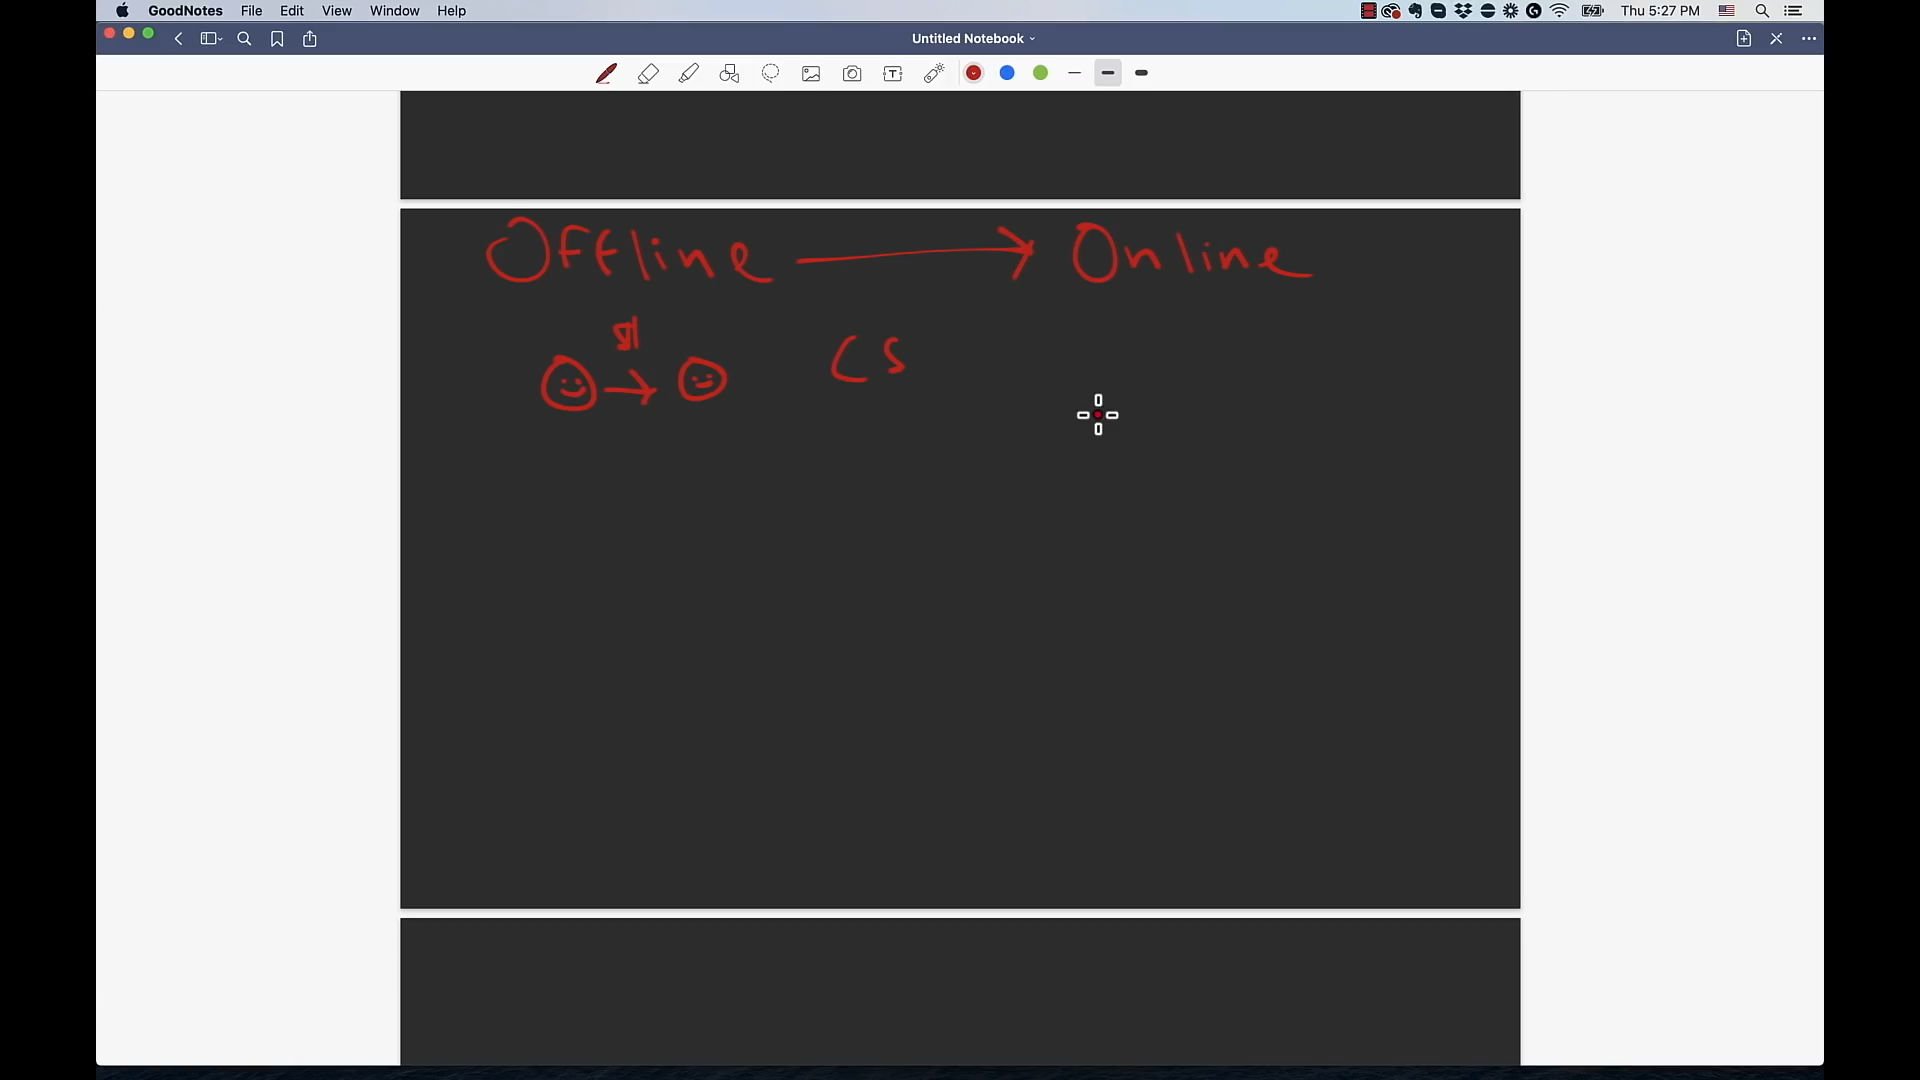 GoodNotes File Edit View Window Help Thu 5:27 PM
Untitled Notebook
T
Offline → Online
CS